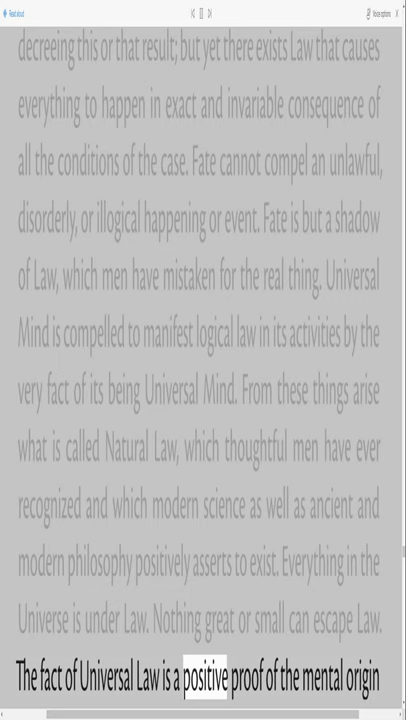 Read aloud
Voice options
decreeing this or that result; but yet there exists Law that causes
everything to happen in exact and invariable consequence of
all the conditions of the case. Fate cannot compel an unlawful,
disorderly, or illogical happening or event. Fate is but a shadow
of Law, which men have mistaken for the real thing. Universal
Mind is compelled to manifest logical law in its activities by the
very fact of its being Universal Mind. From these things arise
what is called Natural Law, which thoughtful men have ever
recognized and which modern science as well as ancient and
modern philosophy positively asserts to exist. Everything in the
Universe is under Law. Nothing great or small can escape Law.
The fact of Universal Law is a positive proof of the mental origin